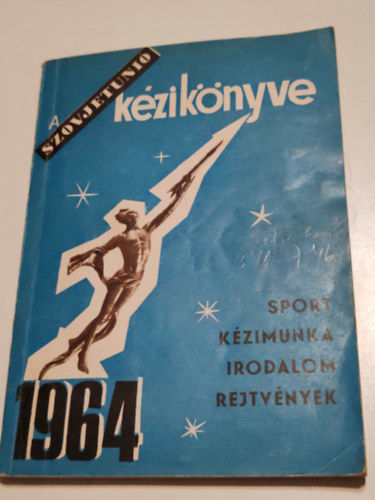 A SZOVJETUNIÓ
kézikönyve
SPORT
KÉZIMUNKA
IRODALOM
REJTVÉNYEK
1964